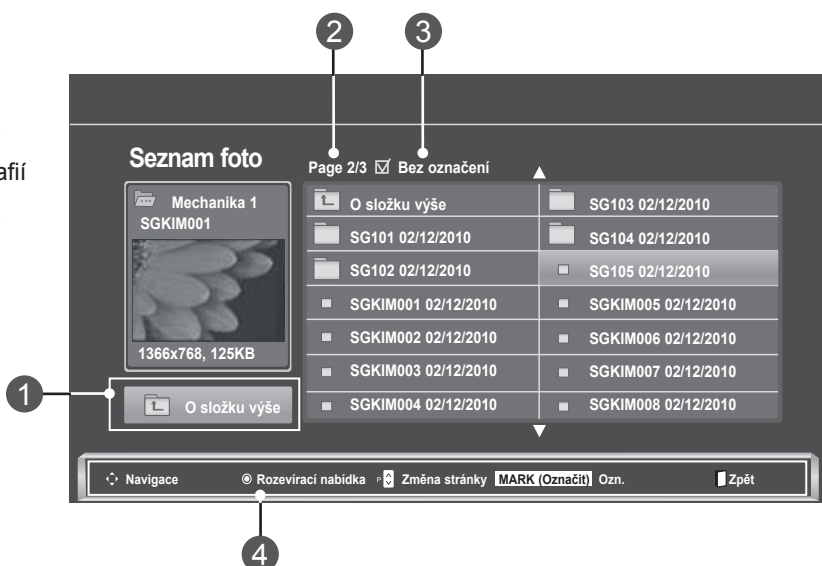 2 3
afií
Seznam foto
Page 2/3 Bez označení
Mechanika 1
SGKIM001
1366x768, 125KB
O složku výše
SG101 02/12/2010
SG102 02/12/2010
SGKIM001 02/12/2010
SGKIM002 02/12/2010
SGKIM003 02/12/2010
SGKIM004 02/12/2010
SG103 02/12/2010
SG104 02/12/2010
SG105 02/12/2010
SGKIM005 02/12/2010
SGKIM006 02/12/2010
SGKIM007 02/12/2010
SGKIM008 02/12/2010
1
O složku výše
Navigace Rozevírací nabídka P Změna stránky MARK (Označit) Ozn. Zpět
4